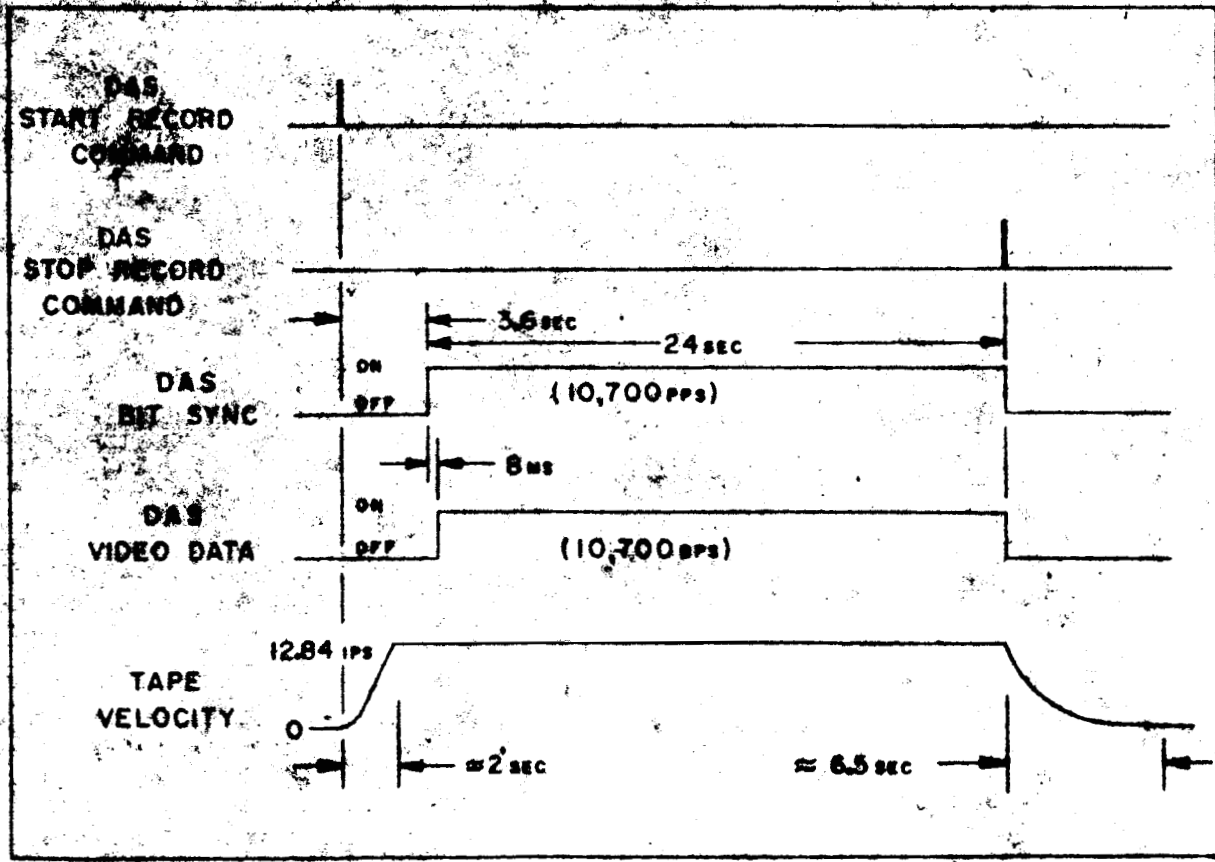 DAS
START RECORD
COMMAND
DAS
STOP RECORD
COMMAND
3.6 SEC
24 SEC
DAS
BIT SYNC
ON
OFF
(10,700 PPS)
8 MS
DAS
VIDEO DATA
ON
OFF
(10,700 BPS)
TAPE
VELOCITY
12.84 IPS
0
≈2 SEC
≈ 6.5 SEC